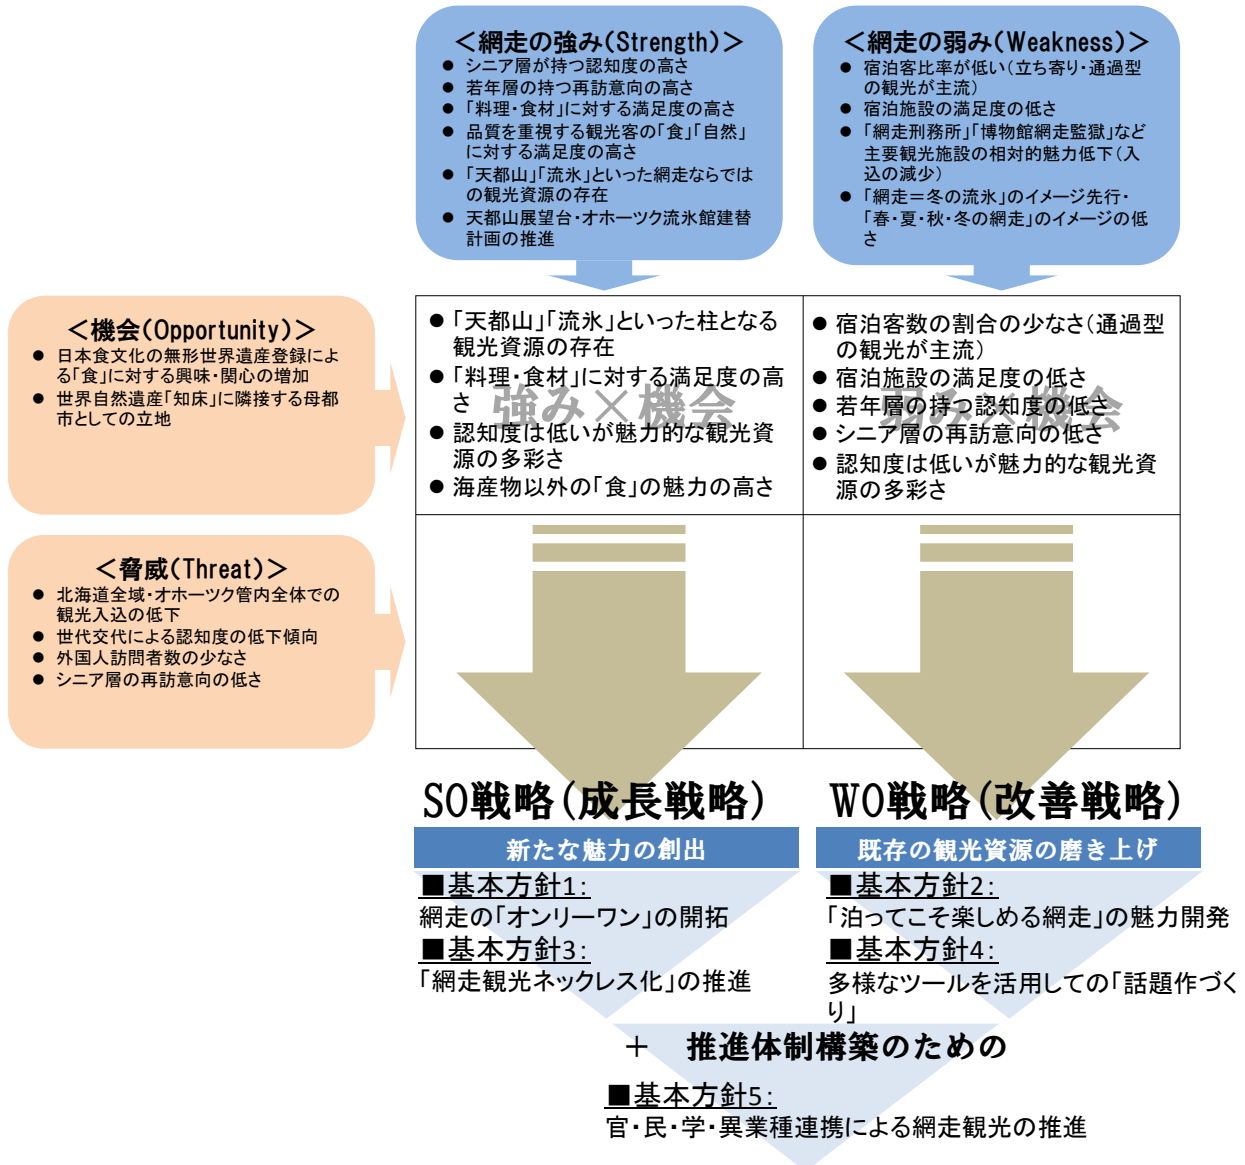 ＜網走の強み(Strength)＞
● シニア層が持つ認知度の高さ
● 若年層の持つ再訪意向の高さ
● 「料理・食材」に対する満足度の高さ
● 品質を重視する観光客の「食」「自然」
に対する満足度の高さ
● 「天都山」「流氷」といった網走ならでは
の観光資源の存在
● 天都山展望台・オホーツク流氷館建替
計画の推進
＜網走の弱み(Weakness)＞
● 宿泊客比率が低い(立ち寄り・通過型
の観光が主流)
● 宿泊施設の満足度の低さ
● 「網走刑務所」「博物館網走監獄」など
主要観光施設の相対的魅力低下(入
込の減少)
● 「網走＝冬の流氷」のイメージ先行・
「春・夏・秋・冬の網走」のイメージの低
さ
＜機会(Opportunity)＞
● 日本食文化の無形世界遺産登録によ
る「食」に対する興味・関心の増加
● 世界自然遺産「知床」に隣接する母都
市としての立地
強み×機会
● 「天都山」「流氷」といった柱となる
観光資源の存在
● 「料理・食材」に対する満足度の高
さ
● 認知度は低いが魅力的な観光資
源の多彩さ
● 海産物以外の「食」の魅力の高さ
弱み×機会
● 宿泊客数の割合の少なさ(通過型
の観光が主流)
● 宿泊施設の満足度の低さ
● 若年層の持つ認知度の低さ
● シニア層の再訪意向の低さ
● 認知度は低いが魅力的な観光資
源の多彩さ
＜脅威(Threat)＞
● 北海道全域・オホーツク管内全体での
観光入込の低下
● 世代交代による認知度の低下傾向
● 外国人訪問者数の少なさ
● シニア層の再訪意向の低さ
SO戦略(成長戦略)
新たな魅力の創出
■基本方針1:
網走の「オンリーワン」の開拓
■基本方針3:
「網走観光ネックレス化」の推進
WO戦略(改善戦略)
既存の観光資源の磨き上げ
■基本方針2:
「泊ってこそ楽しめる網走」の魅力開発
■基本方針4:
多様なツールを活用しての「話題作づく
り」
＋ 推進体制構築のための
■基本方針5:
官・民・学・異業種連携による網走観光の推進